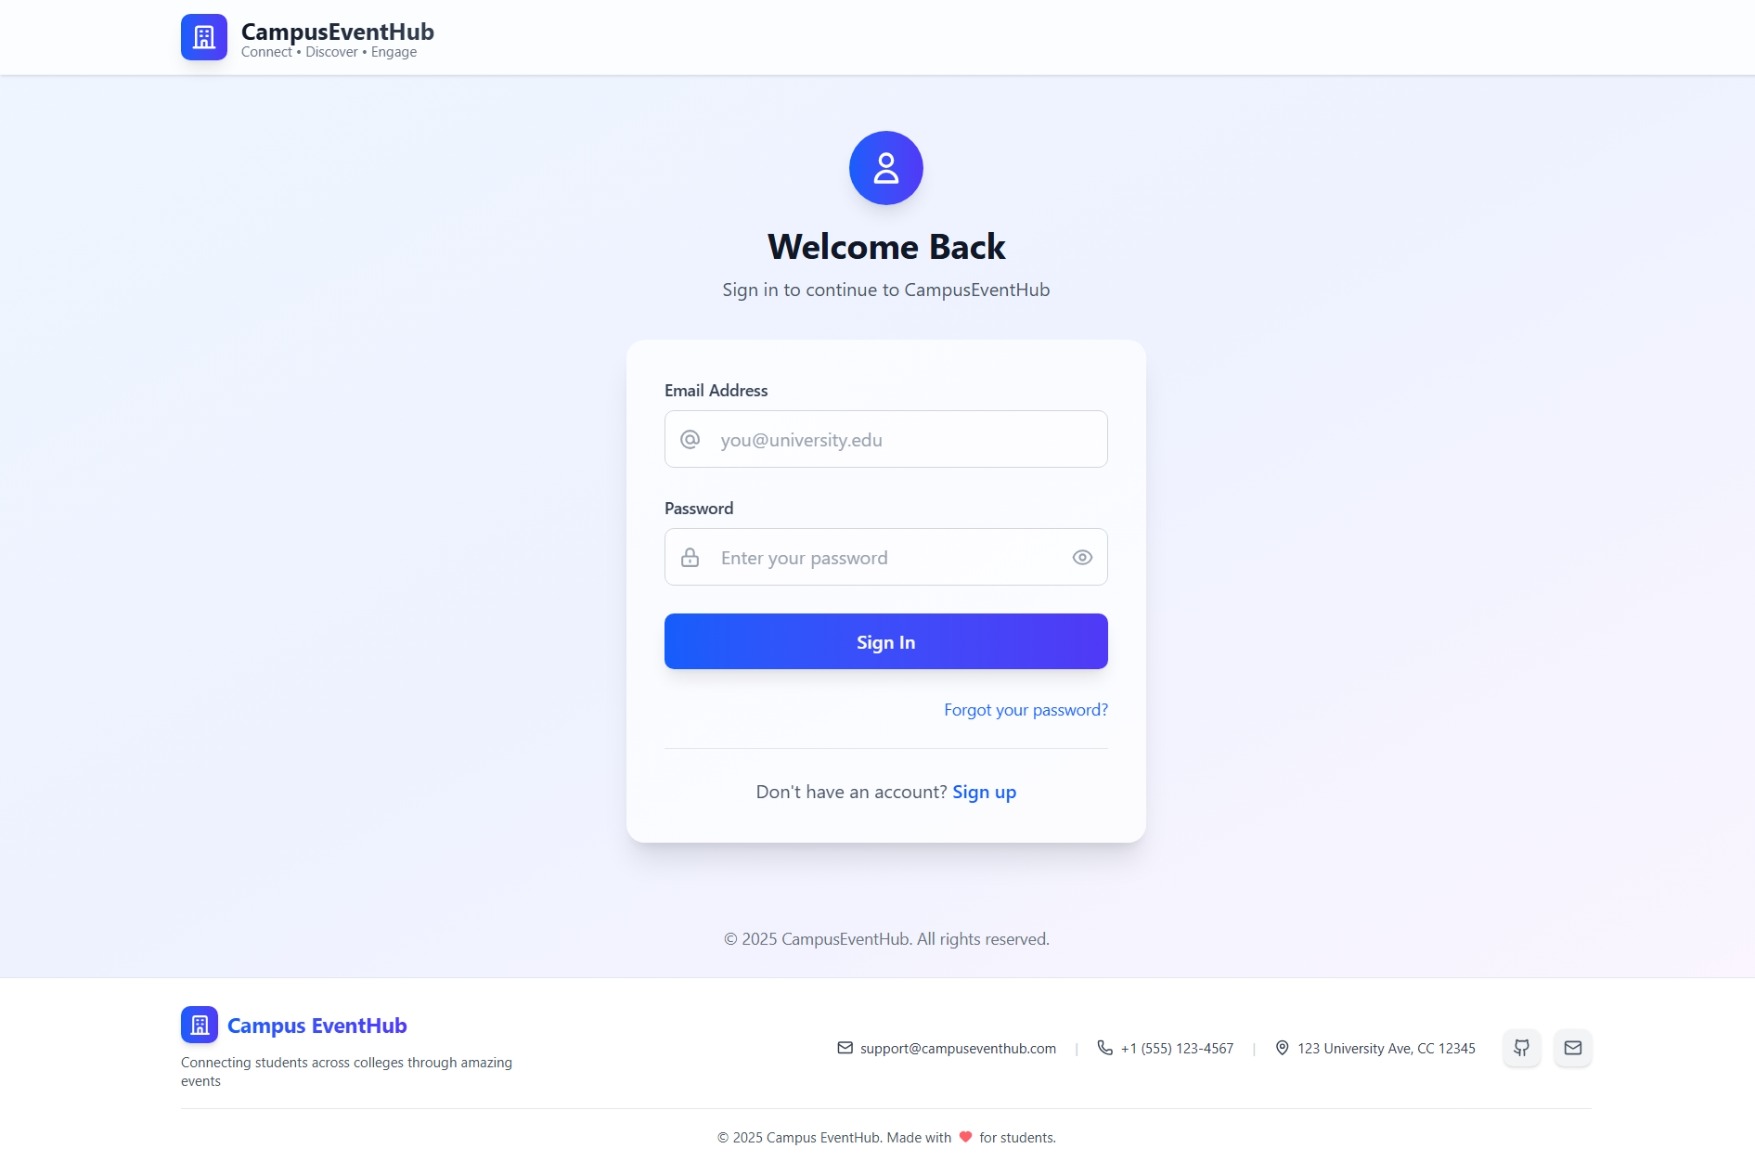 CampusEventHub
Connect • Discover • Engage
Welcome Back
Sign in to continue to CampusEventHub
Email Address
you@university.edu
Password
Enter your password
Sign In
Forgot your password?
Don't have an account? Sign up
© 2025 CampusEventHub. All rights reserved.
Campus EventHub
Connecting students across colleges through amazing
events
support@campuseventhub.com | +1 (555) 123-4567 | 123 University Ave, CC 12345
© 2025 Campus EventHub. Made with ❤ for students.